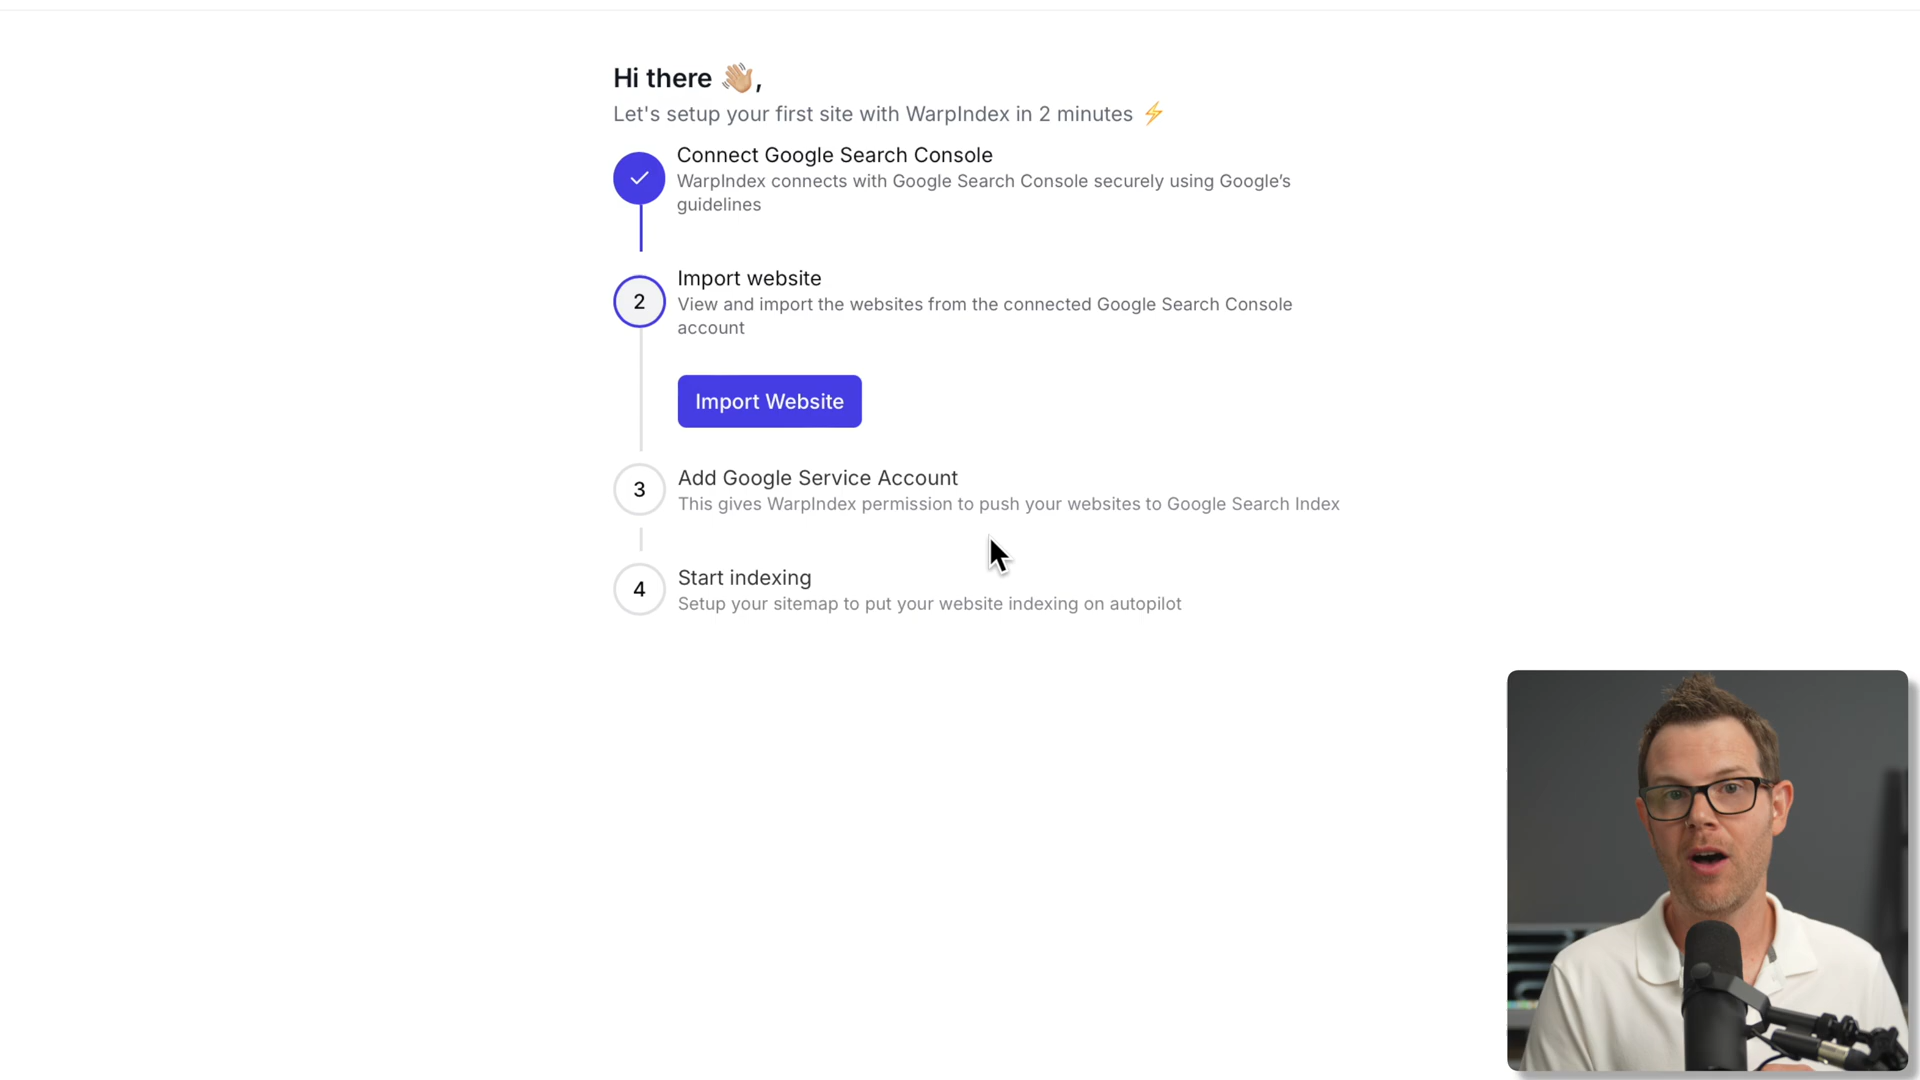 Hi there 👋🏼,
Let's setup your first site with WarpIndex in 2 minutes ⚡
Connect Google Search Console
WarpIndex connects with Google Search Console securely using Google’s
guidelines
2
Import website
View and import the websites from the connected Google Search Console
account
Import Website
3
Add Google Service Account
This gives WarpIndex permission to push your websites to Google Search Index
4
Start indexing
Setup your sitemap to put your website indexing on autopilot